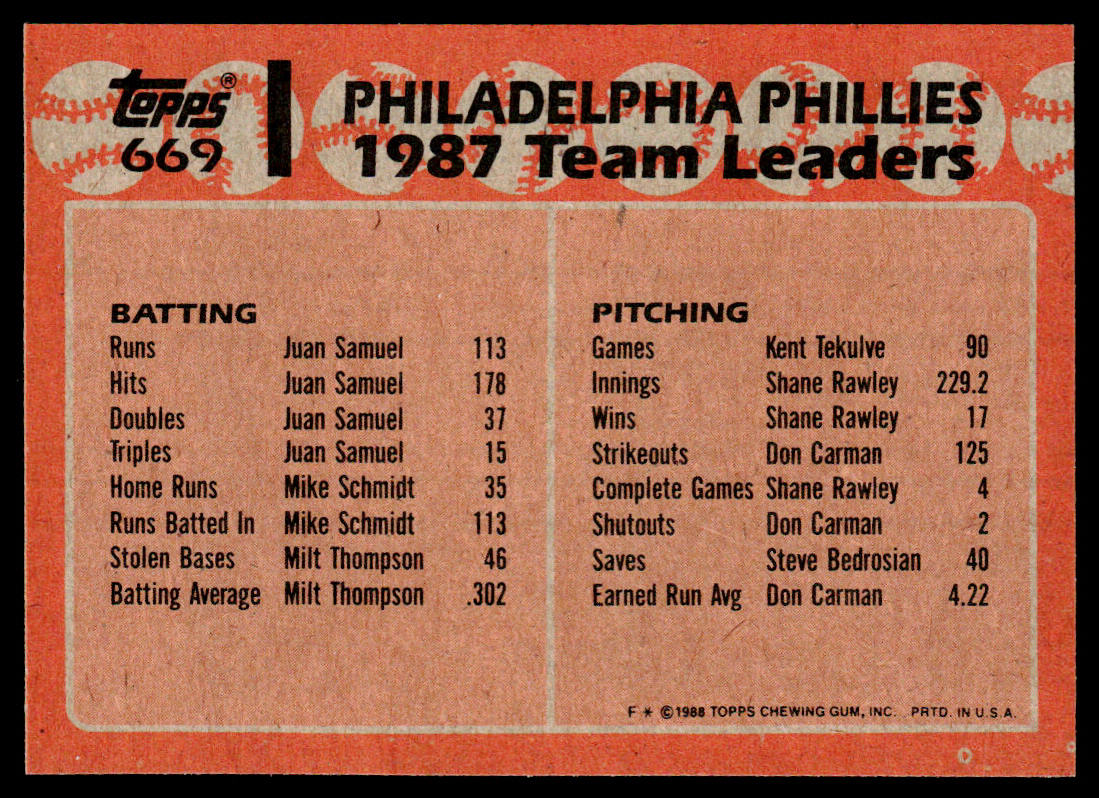 Topps®
669
PHILADELPHIA PHILLIES
1987 Team Leaders
BATTING
Runs Juan Samuel 113
Hits Juan Samuel 178
Doubles Juan Samuel 37
Triples Juan Samuel 15
Home Runs Mike Schmidt 35
Runs Batted In Mike Schmidt 113
Stolen Bases Milt Thompson 46
Batting Average Milt Thompson .302
PITCHING
Games Kent Tekulve 90
Innings Shane Rawley 229.2
Wins Shane Rawley 17
Strikeouts Don Carman 125
Complete Games Shane Rawley 4
Shutouts Don Carman 2
Saves Steve Bedrosian 40
Earned Run Avg Don Carman 4.22
F * ©1988 TOPPS CHEWING GUM, INC. PRTD. IN U.S.A.